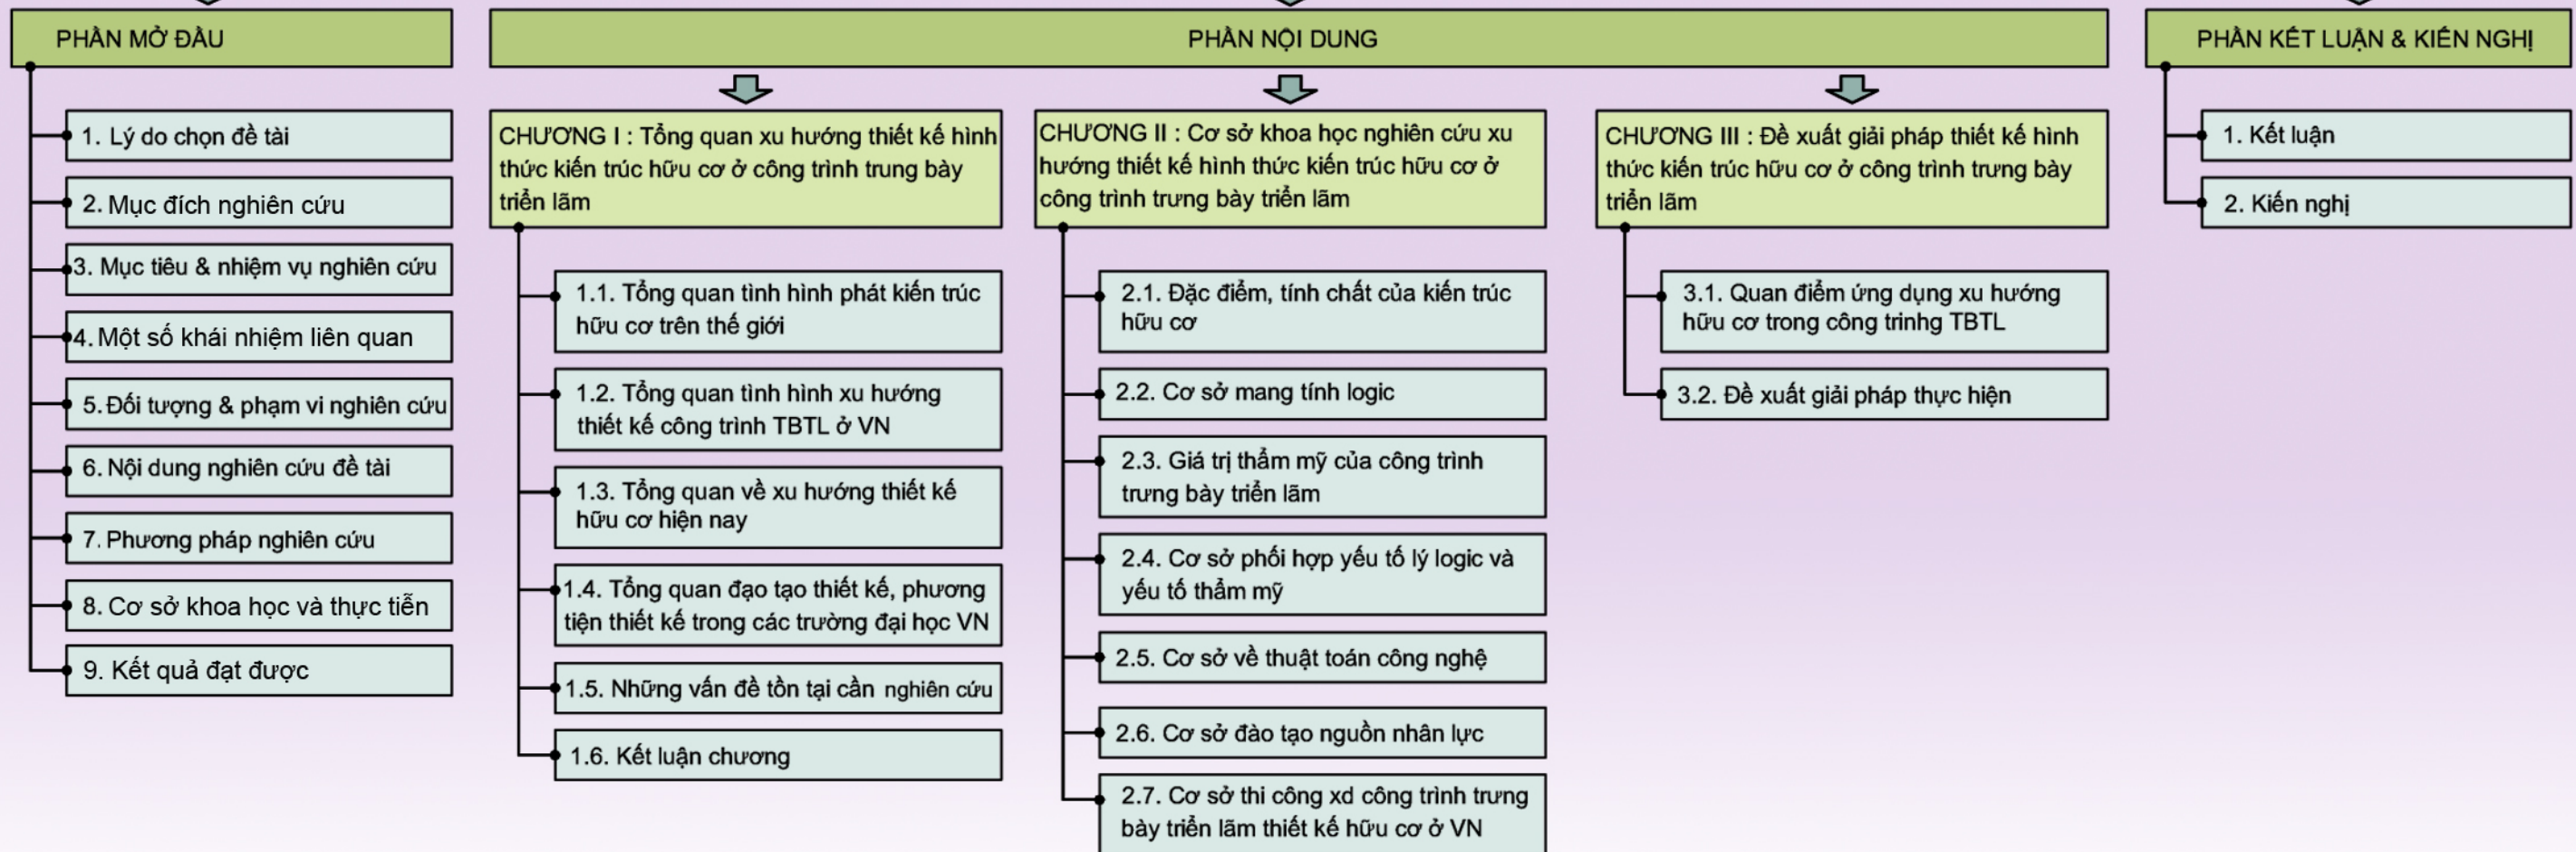 PHẦN MỞ ĐẦU
1. Lý do chọn đề tài
2. Mục đích nghiên cứu
3. Mục tiêu & nhiệm vụ nghiên cứu
4. Một số khái niệm liên quan
5. Đối tượng & phạm vi nghiên cứu
6. Nội dung nghiên cứu đề tài
7. Phương pháp nghiên cứu
8. Cơ sở khoa học và thực tiễn
9. Kết quả đạt được
PHẦN NỘI DUNG
CHƯƠNG I : Tổng quan xu hướng thiết kế hình
thức kiến trúc hữu cơ ở công trình trung bày
triển lãm
1.1. Tổng quan tình hình phát kiến trúc
hữu cơ trên thế giới
1.2. Tổng quan tình hình xu hướng
thiết kế công trình TBTL ở VN
1.3. Tổng quan về xu hướng thiết kế
hữu cơ hiện nay
1.4. Tổng quan đạo tạo thiết kế, phương
tiện thiết kế trong các trường đại học VN
1.5. Những vấn đề tồn tại cần nghiên cứu
1.6. Kết luận chương
CHƯƠNG II : Cơ sở khoa học nghiên cứu xu
hướng thiết kế hình thức kiến trúc hữu cơ ở
công trình trưng bày triển lãm
2.1. Đặc điểm, tính chất của kiến trúc
hữu cơ
2.2. Cơ sở mang tính logic
2.3. Giá trị thẩm mỹ của công trình
trưng bày triển lãm
2.4. Cơ sở phối hợp yếu tố lý logic và
yếu tố thẩm mỹ
2.5. Cơ sở về thuật toán công nghệ
2.6. Cơ sở đào tạo nguồn nhân lực
2.7. Cơ sở thi công xd công trình trưng
bày triển lãm thiết kế hữu cơ ở VN
CHƯƠNG III : Đề xuất giải pháp thiết kế hình
thức kiến trúc hữu cơ ở công trình trưng bày
triển lãm
3.1. Quan điểm ứng dụng xu hướng
hữu cơ trong công trinhg TBTL
3.2. Đề xuất giải pháp thực hiện
PHẦN KẾT LUẬN & KIẾN NGHỊ
1. Kết luận
2. Kiến nghị